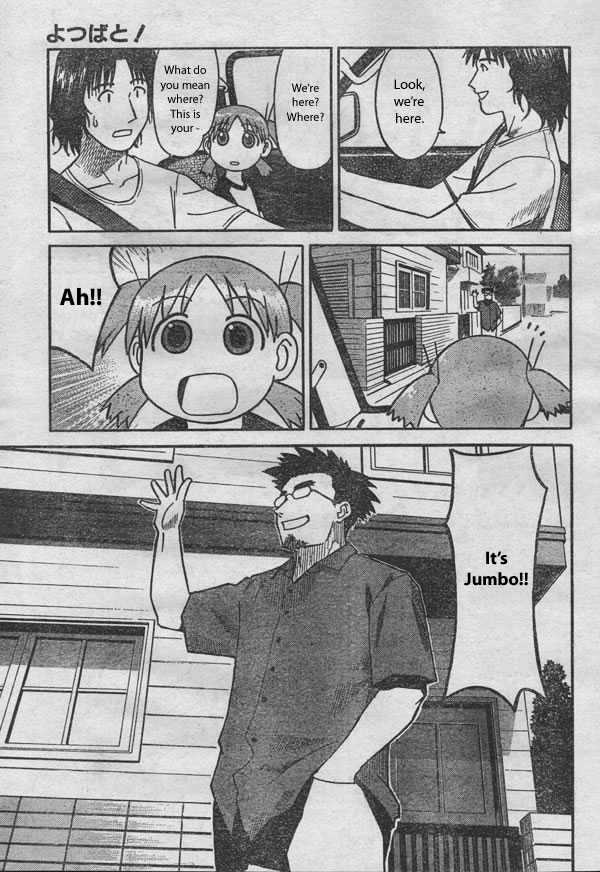 よつばと!
Look,
we're
here.
We're
here?
Where?
What do
you mean
where?
This is
your -
Ah!!
It's
Jumbo!!